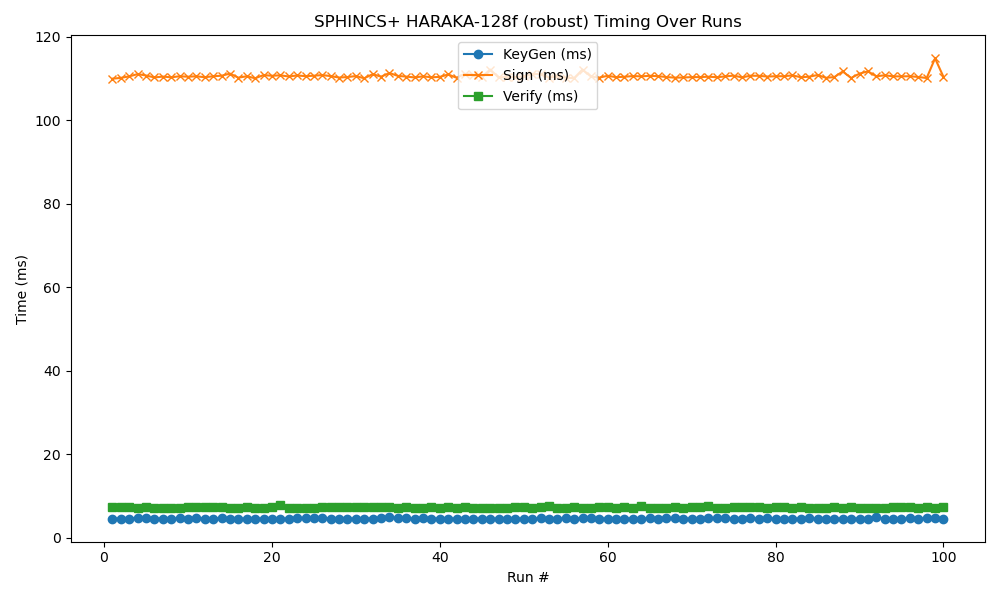 SPHINCS+ HARAKA-128f (robust) Timing Over Runs
120
100
80
60
40
20
0
Time (ms)
KeyGen (ms)
Sign (ms)
Verify (ms)
0 20 40 60 80 100
Run #